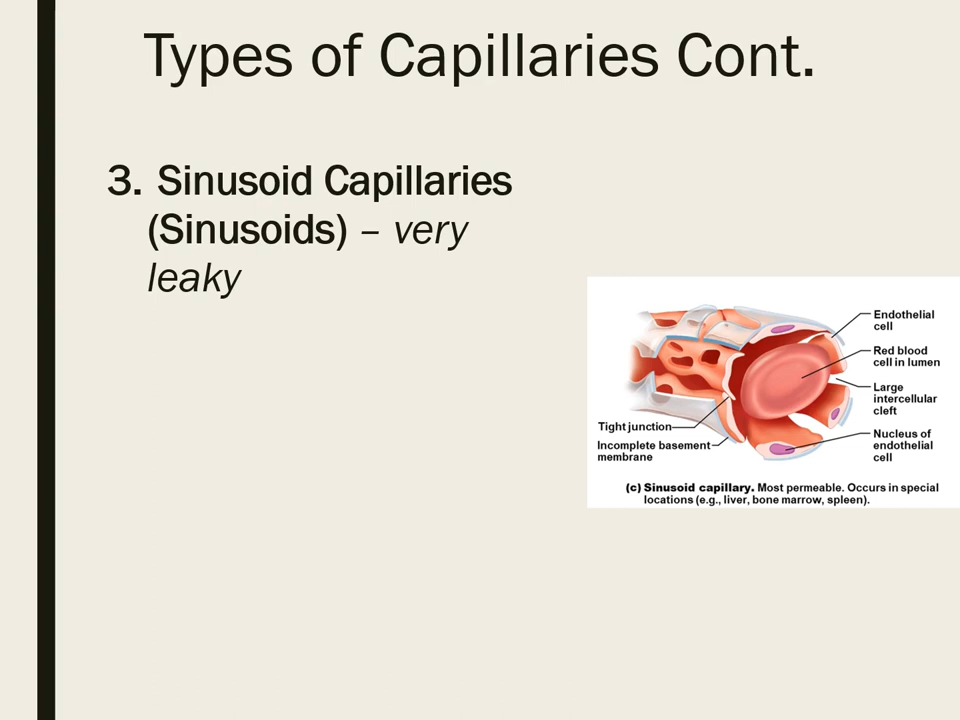 Types of Capillaries Cont.
3. Sinusoid Capillaries
(Sinusoids) – very
leaky
Endothelial
cell
Red blood
cell in lumen
Large
intercellular
cleft
Tight junction
Incomplete basement
membrane
Nucleus of
endothelial
cell
(c) Sinusoid capillary. Most permeable. Occurs in special
locations (e.g., liver, bone marrow, spleen).